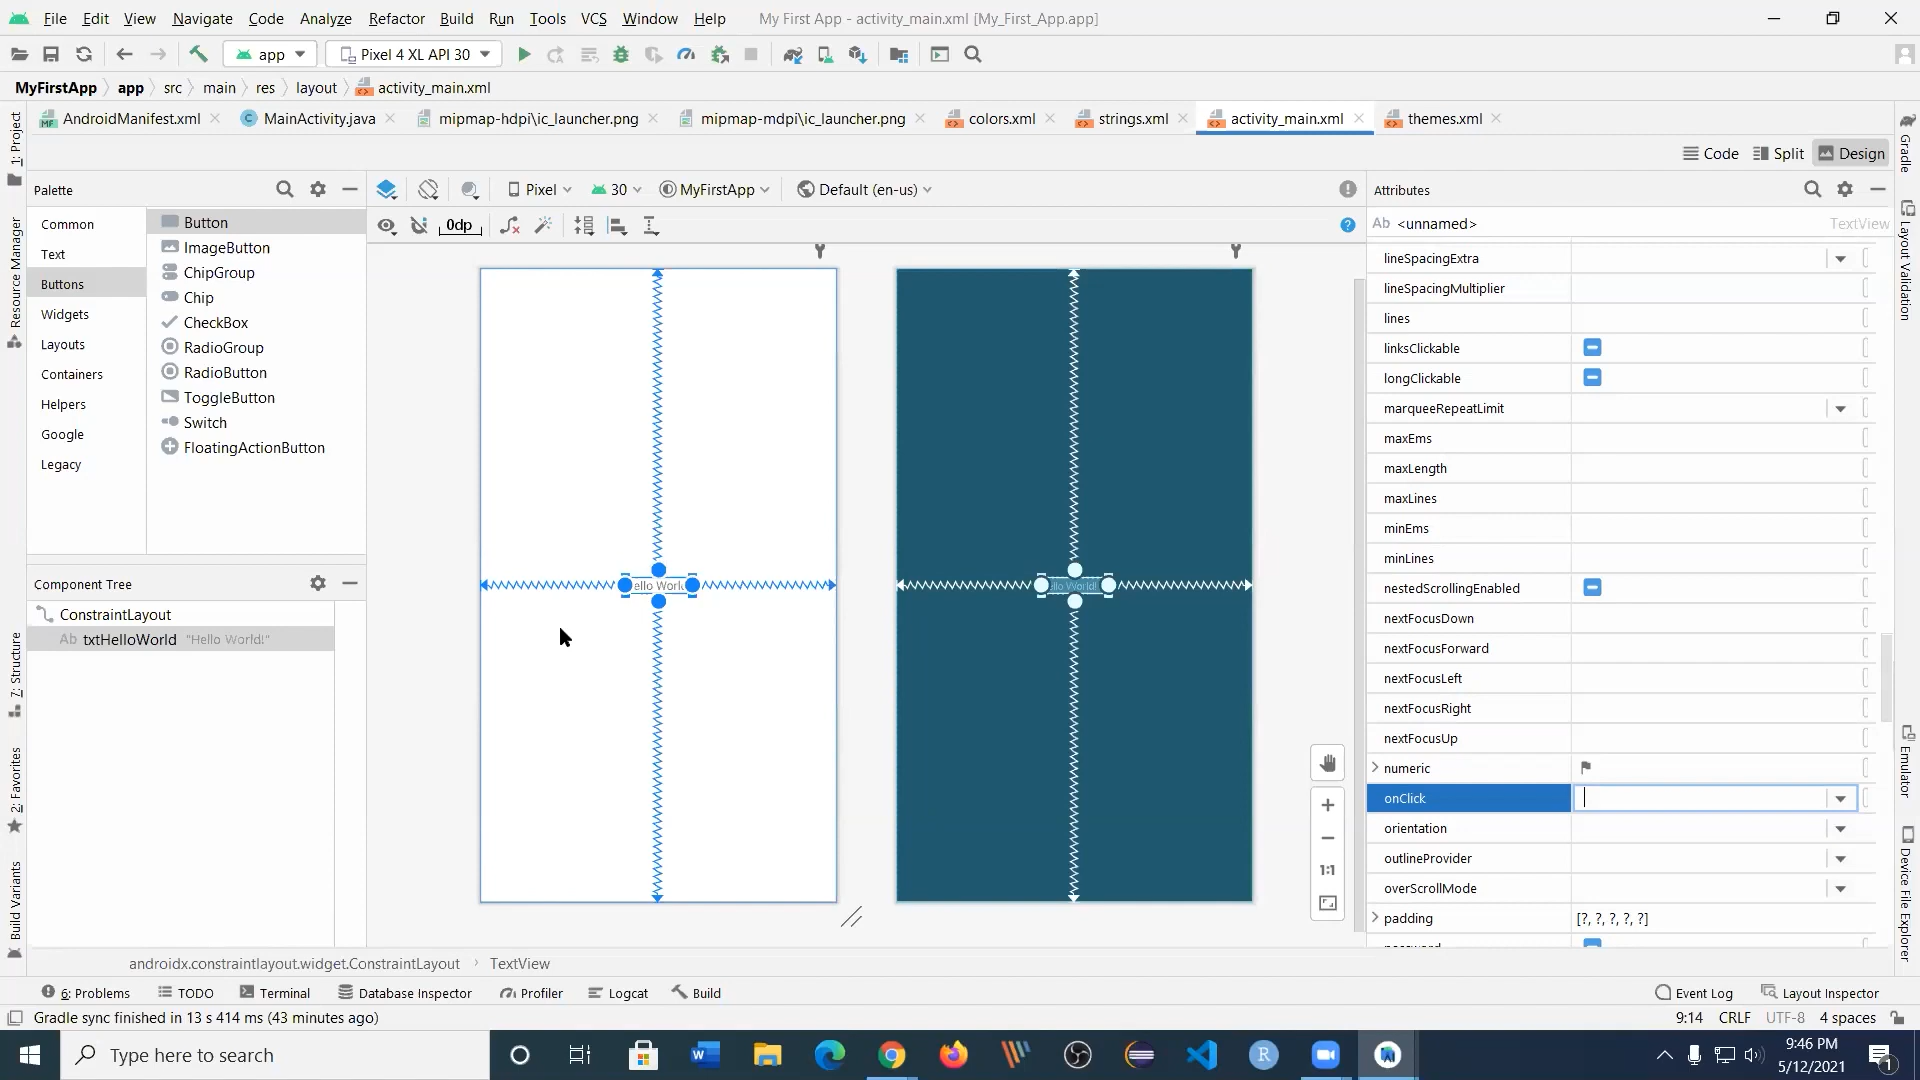 File Edit View Navigate Code Analyze Refactor Build Run Tools VCS Window Help My First App - activity_main.xml [My_First_App.app]
app Pixel 4 XL API 30
MyFirstApp app src main res layout activity_main.xml
AndroidManifest.xml MainActivity.java mipmap-hdpi\ic_launcher.png mipmap-mdpi\ic_launcher.png colors.xml strings.xml activity_main.xml themes.xml
Code Split Design
Palette Pixel 30 MyFirstApp Default (en-us) Attributes
0dp Ab <unnamed> TextView
Common
Text
Buttons
Widgets
Layouts
Containers
Helpers
Google
Legacy
Button
ImageButton
ChipGroup
Chip
CheckBox
RadioGroup
RadioButton
ToggleButton
Switch
FloatingActionButton
Component Tree
ConstraintLayout
Ab txtHelloWorld "Hello World!"
lineSpacingExtra
lineSpacingMultiplier
lines
linksClickable
longClickable
marqueeRepeatLimit
maxEms
maxLength
maxLines
minEms
minLines
nestedScrollingEnabled
nextFocusDown
nextFocusForward
nextFocusLeft
nextFocusRight
nextFocusUp
numeric
onClick
orientation
outlineProvider
overScrollMode
padding [?, ?, ?, ?, ?]
1:1
1: Project
Resource Manager
7: Structure
2: Favorites
Build Variants
Gradle
Layout Validation
Emulator
Device File Explorer
androidx.constraintlayout.widget.ConstraintLayout TextView
6: Problems TODO Terminal Database Inspector Profiler Logcat Build Event Log Layout Inspector
Gradle sync finished in 13 s 414 ms (43 minutes ago) 9:14 CRLF UTF-8 4 spaces
Type here to search
9:46 PM
5/12/2021
1